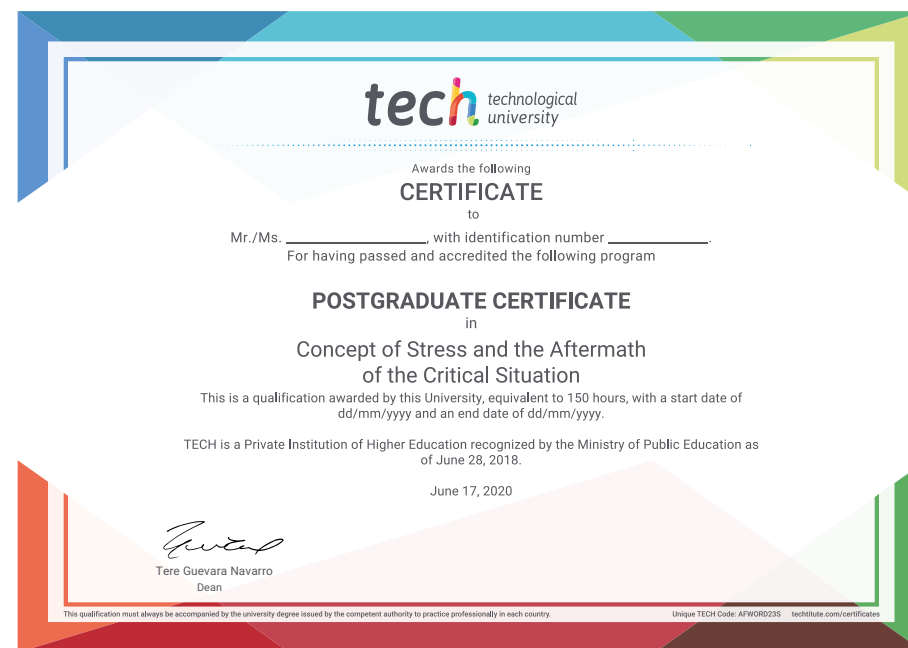 tech technological
university
Awards the following
CERTIFICATE
to
Mr./Ms. ____________________, with identification number ______________.
For having passed and accredited the following program
POSTGRADUATE CERTIFICATE
in
Concept of Stress and the Aftermath
of the Critical Situation
This is a qualification awarded by this University, equivalent to 150 hours, with a start date of
dd/mm/yyyy and an end date of dd/mm/yyyy.
TECH is a Private Institution of Higher Education recognized by the Ministry of Public Education as
of June 28, 2018.
June 17, 2020
Tere Guevara Navarro
Dean
This qualification must always be accompanied by the university degree issued by the competent authority to practice professionally in each country. Unique TECH Code: AFWORD23S techtitute.com/certificates